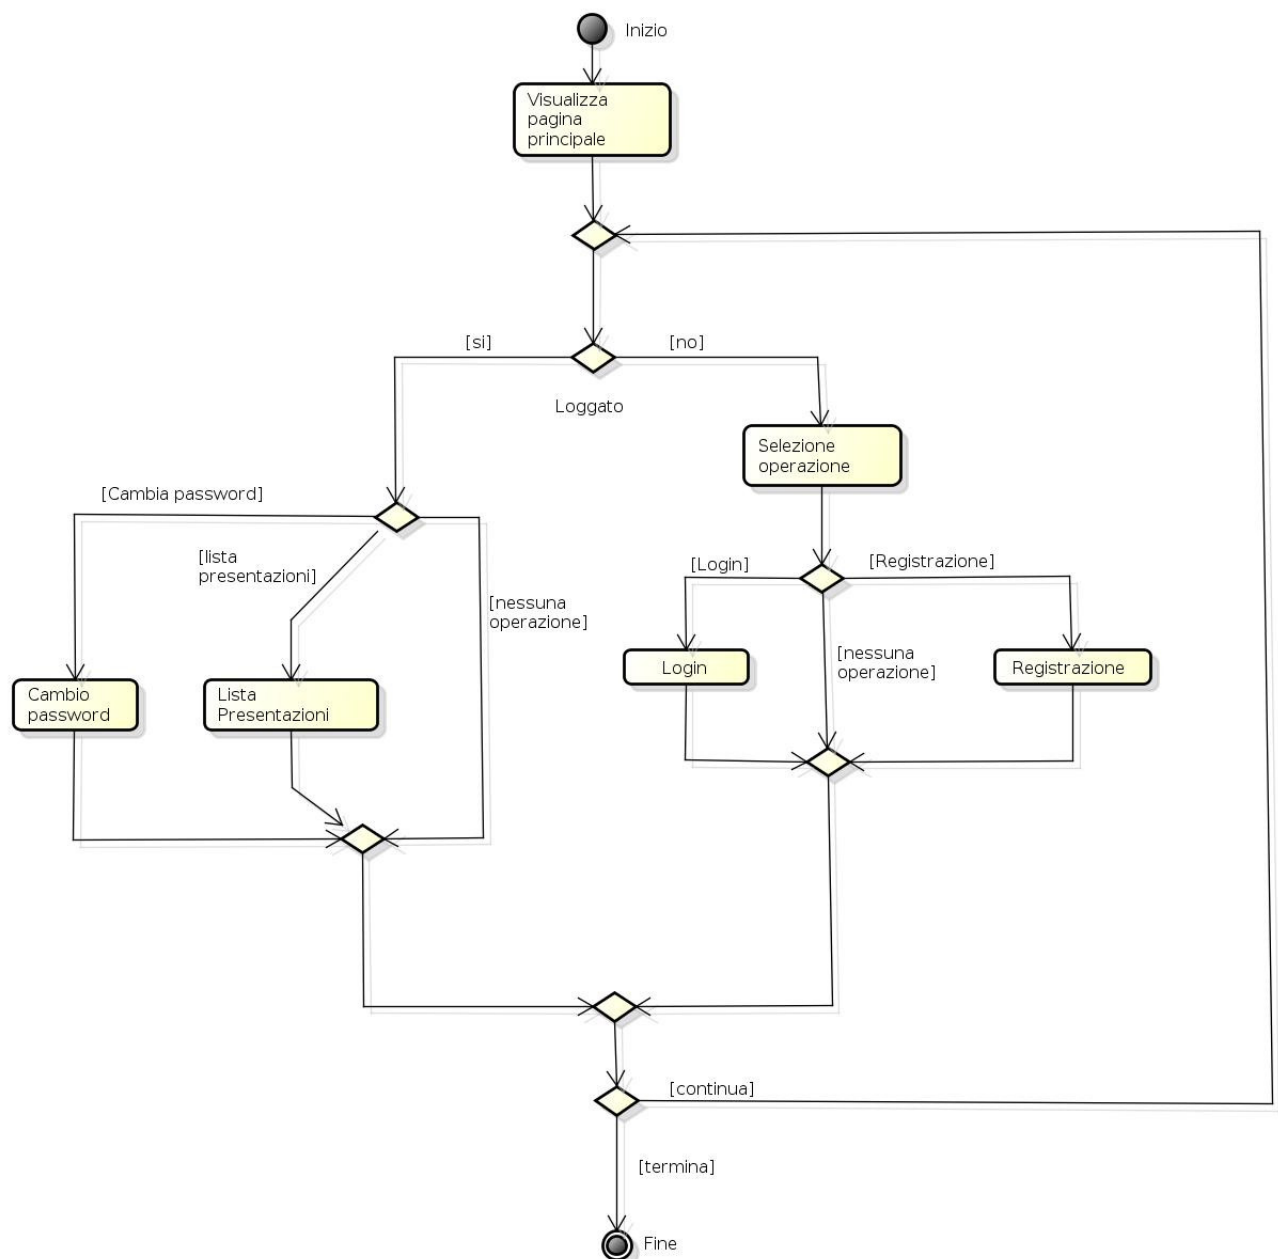 Inizio
Visualizza
pagina
principale
[si]
[no]
Loggato
Selezione
operazione
[Cambia password]
[lista
presentazioni]
[nessuna
operazione]
[Login]
[Registrazione]
[nessuna
operazione]
Login
Registrazione
Cambio
password
Lista
Presentazioni
[continua]
[termina]
Fine